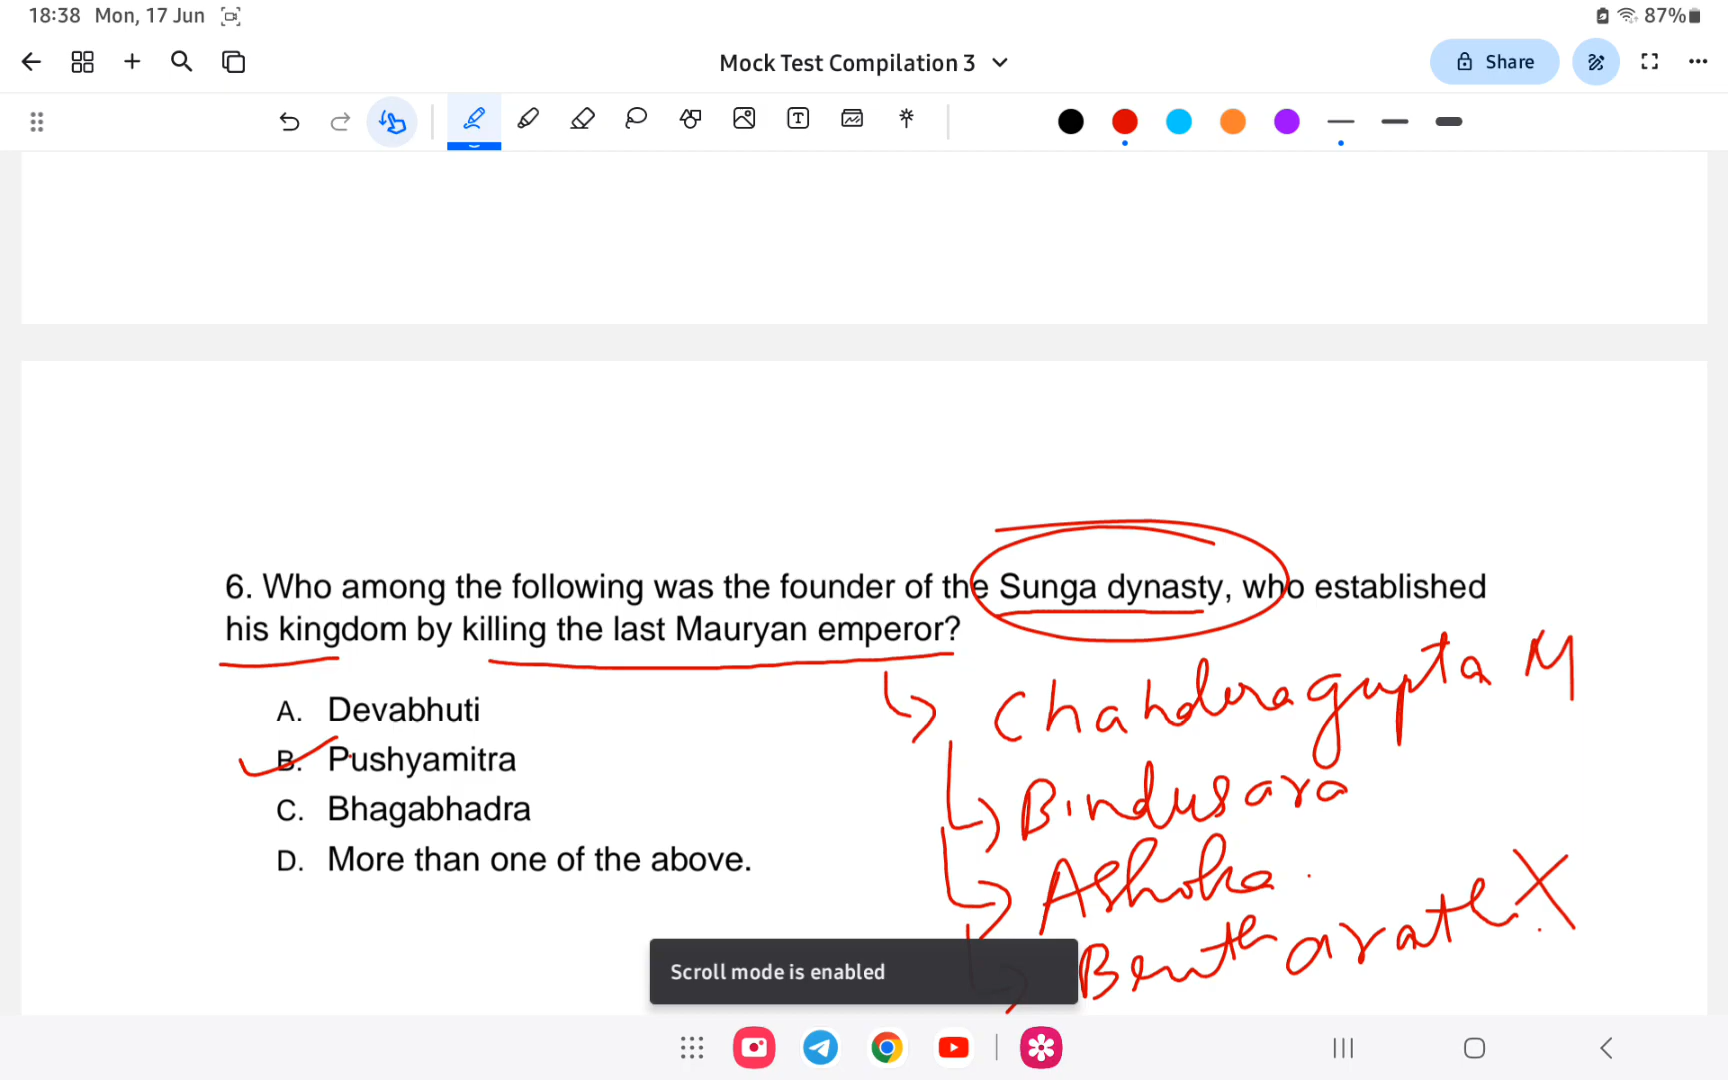 18:38 Mon, 17 Jun
87%
Mock Test Compilation 3
Share
6. Who among the following was the founder of the Sunga dynasty, who established
his kingdom by killing the last Mauryan emperor?
Chandragupta M
A. Devabhuti
B. Pushyamitra
Bindusara
C. Bhagabhadra
D. More than one of the above.
Ashoka
Scroll mode is enabled